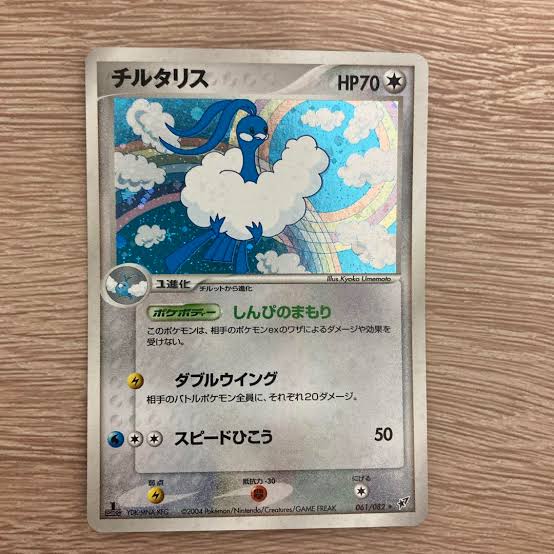 チルタリス HP70
Illus. Kyoko Umemoto
1進化 チルットから進化
ポケボディー しんぴのまもり
このポケモンは、相手のポケモンexのワザによるダメージや効果を
受けない。
ダブルウイング
相手のバトルポケモン全員に、それぞれ20ダメージ。
スピードひこう 50
弱点 抵抗力 -30 にげる
1 EDITION YDK-MNA-KFG ©2004 Pokémon/Nintendo/Creatures/GAME FREAK 061/082 ★